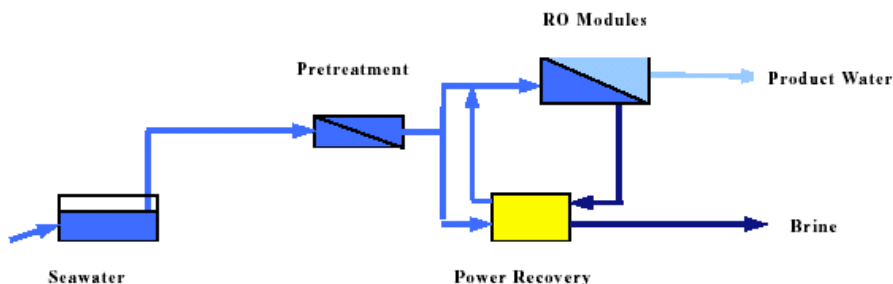 RO Modules
Pretreatment
Product Water
Brine
Seawater
Power Recovery